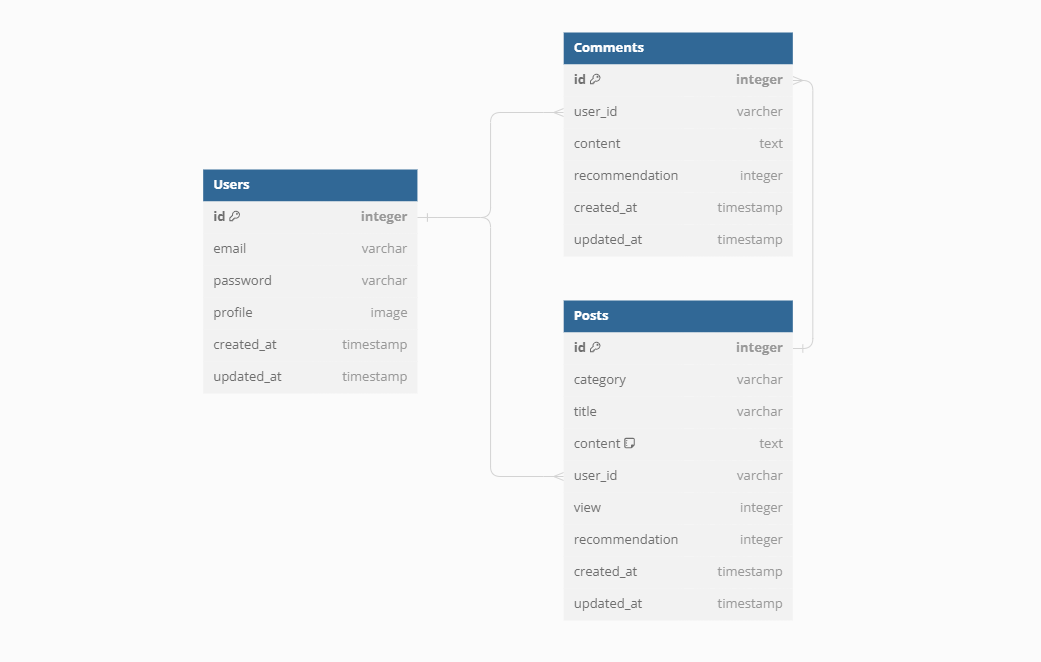 Comments
id integer
user_id varcher
content text
recommendation integer
created_at timestamp
updated_at timestamp
Users
id integer
email varchar
password varchar
profile image
created_at timestamp
updated_at timestamp
Posts
id integer
category varchar
title varchar
content text
user_id varchar
view integer
recommendation integer
created_at timestamp
updated_at timestamp